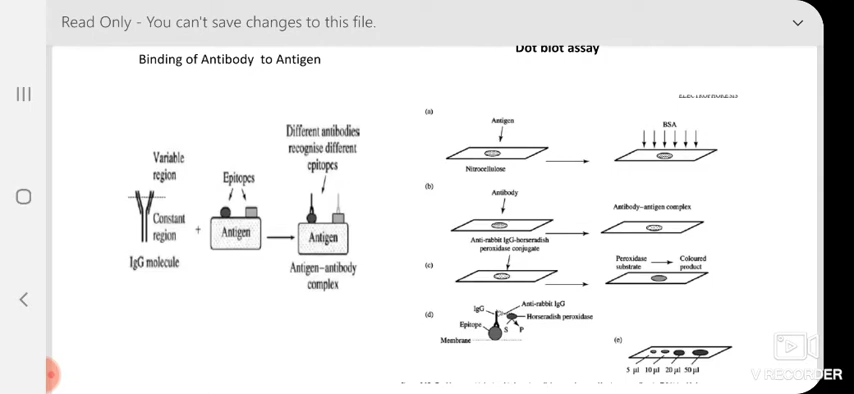 Read Only - You can't save changes to this file.
Binding of Antibody to Antigen
Variable
region
Constant
region
IgG molecule
+
Epitopes
Antigen
Different antibodies
recognise different
epitopes
Antigen
Antigen–antibody
complex
Dot blot assay
ELECTROPHORESIS
(a)
Antigen
Nitrocellulose
BSA
(b)
Antibody
Antibody–antigen complex
Anti-rabbit IgG-horseradish
peroxidase conjugate
(c)
Peroxidase
substrate
Coloured
product
(d)
IgG
Anti-rabbit IgG
Horseradish peroxidase
Epitope
S
P
Membrane
(e)
5 µl 10 µl 20 µl 50 µl
V RECORDER